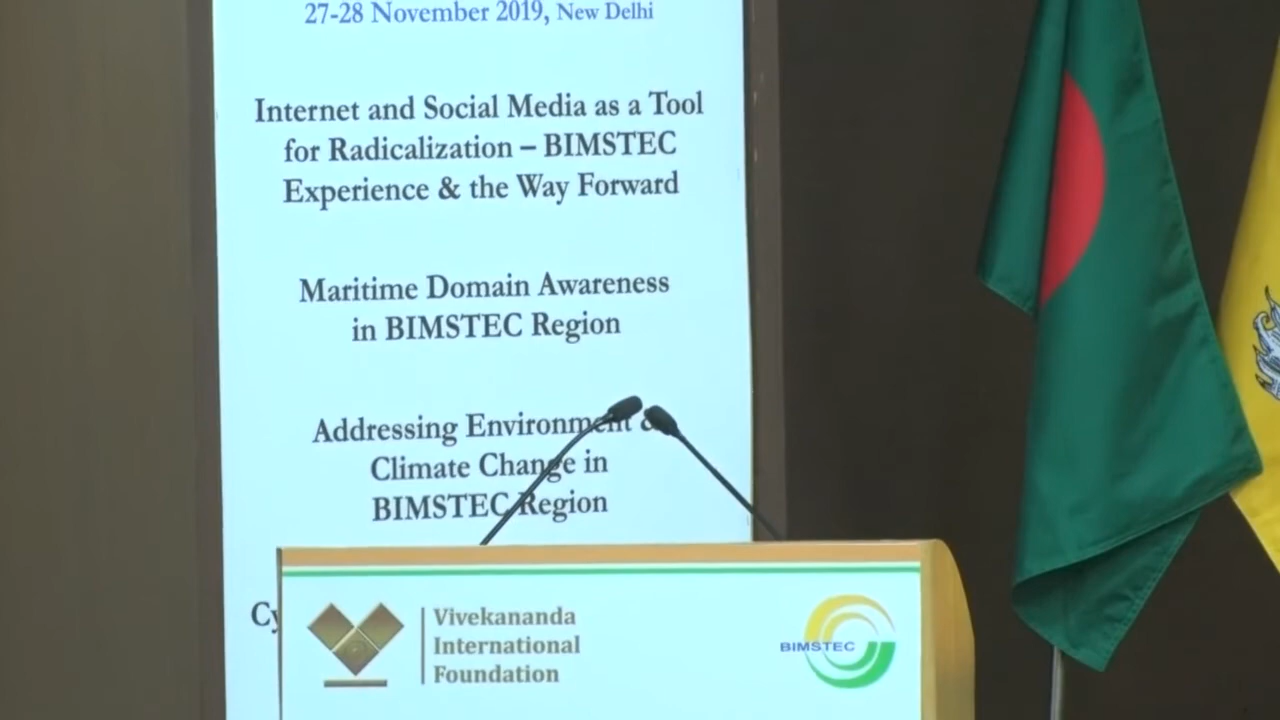 27-28 November 2019, New Delhi
Internet and Social Media as a Tool
for Radicalization – BIMSTEC
Experience & the Way Forward
Maritime Domain Awareness
in BIMSTEC Region
Addressing Environment &
Climate Change in
BIMSTEC Region
Vivekananda
International
Foundation
BIMSTEC